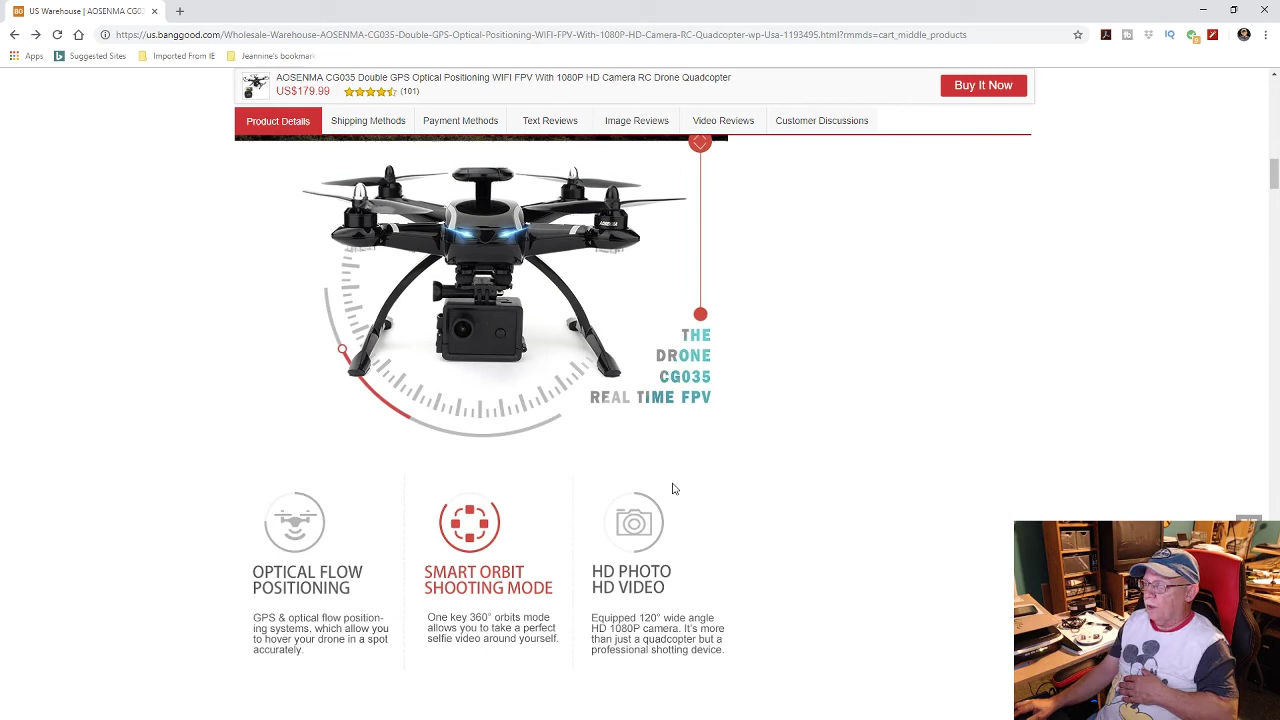 US Warehouse | AOSENMA CG0
https://us.banggood.com/Wholesale-Warehouse-AOSENMA-CG035-Double-GPS-Optical-Positioning-WIFI-FPV-With-1080P-HD-Camera-RC-Drone-Quadcopter-wp-Usa-1193495.html?rmmds=cart_middle_products
Apps
Suggested Sites
Imported From IE
Jeannine's bookmark
AOSENMA CG035 Double GPS Optical Positioning WIFI FPV With 1080P HD Camera RC Drone Quadcopter
US$179.99 (101)
Buy It Now
Product Details Shipping Methods Payment Methods Text Reviews Image Reviews Video Reviews Customer Discussions
AOSENMA
THE
DRONE
CG035
REAL TIME FPV
OPTICAL FLOW
POSITIONING
GPS & optical flow position-
ing systems, which allow you
to hover your drone in a spot
accurately.
SMART ORBIT
SHOOTING MODE
One key 360° orbits mode
allows you to take a perfect
selfie video around yourself.
HD PHOTO
HD VIDEO
Equipped 120° wide angle
HD 1080P camera. It's more
than just a quadcopter but a
professional shotting device.